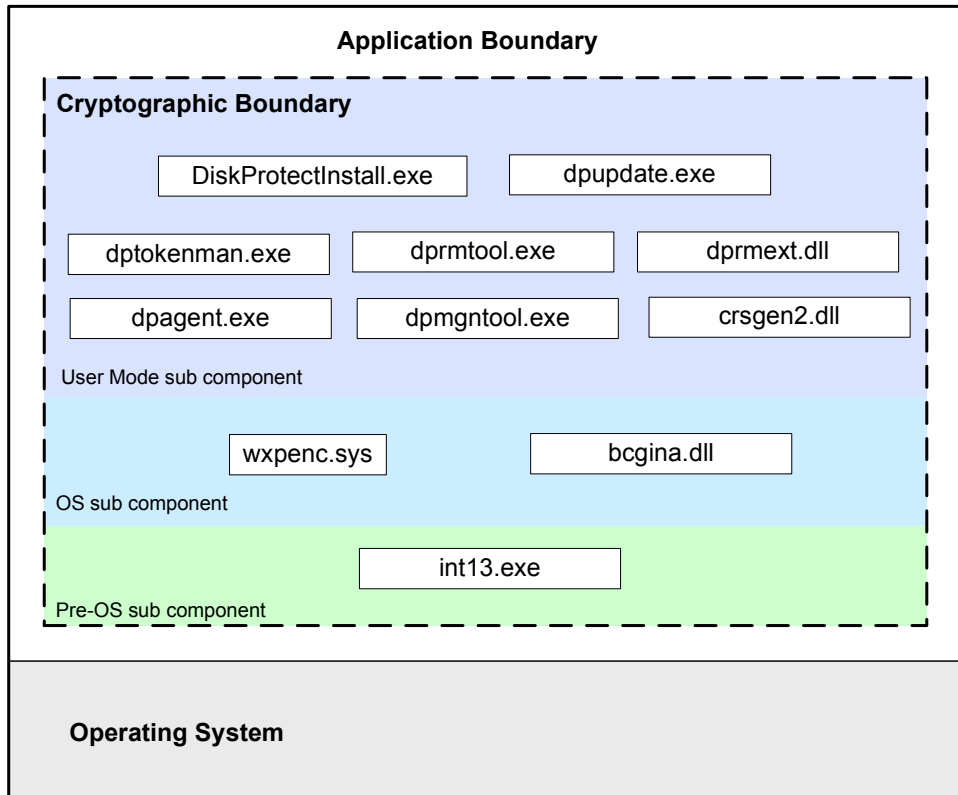 Application Boundary
Cryptographic Boundary
DiskProtectInstall.exe
dpupdate.exe
dptokenman.exe
dprmtool.exe
dprmext.dll
dpagent.exe
dpmgntool.exe
crsgen2.dll
User Mode sub component
wxpenc.sys
bcgina.dll
OS sub component
int13.exe
Pre-OS sub component
Operating System